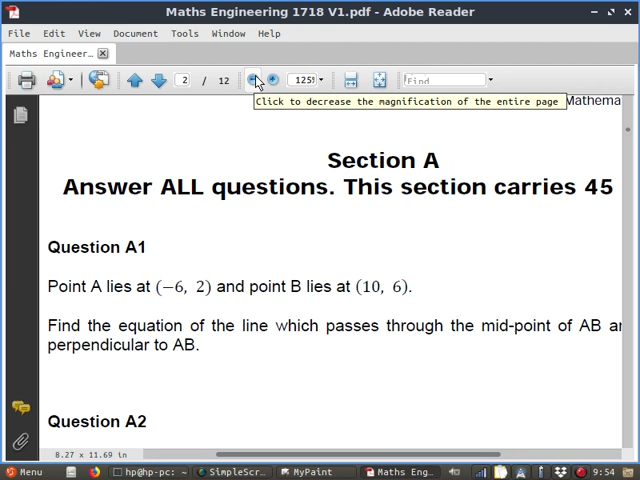 Maths Engineering 1718 V1.pdf - Adobe Reader
File Edit View Document Tools Window Help
Maths Engineer...
2 / 12 125% Find
Click to decrease the magnification of the entire page
Mathema
Section A
Answer ALL questions. This section carries 45
Question A1
Point A lies at (−6, 2) and point B lies at (10, 6).
Find the equation of the line which passes through the mid-point of AB
perpendicular to AB.
Question A2
8.27 x 11.69 in
Menu hp@hp-pc: ~ SimpleScr... MyPaint Maths Eng... 9:54